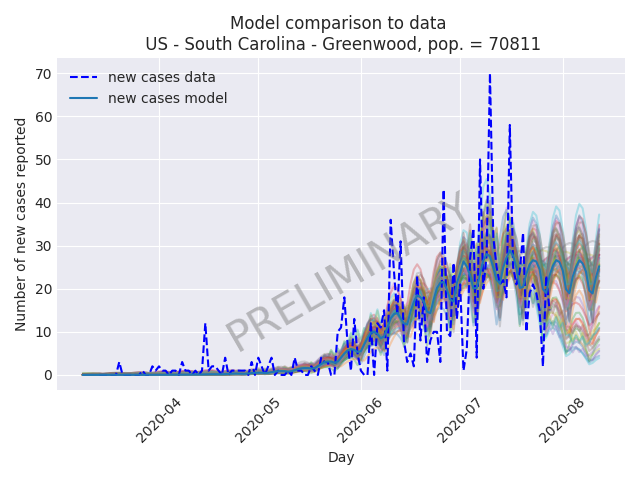 Model comparison to data
US - South Carolina - Greenwood, pop. = 70811
70
60
50
40
30
20
10
0
Number of new cases reported
new cases data
new cases model
PRELIMINARY
2020-04
2020-05
2020-06
2020-07
2020-08
Day